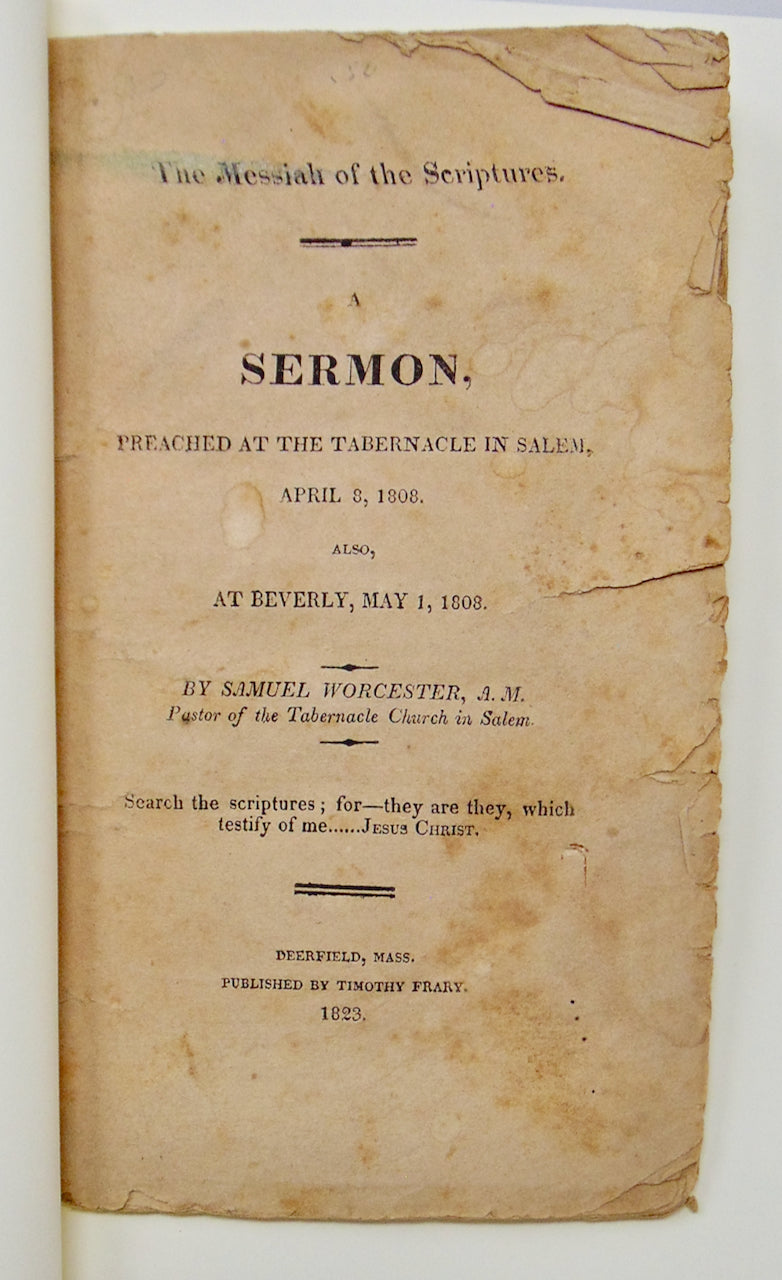 The Messiah of the Scriptures.
A
SERMON,
PREACHED AT THE TABERNACLE IN SALEM,
APRIL 8, 1808.
ALSO,
AT BEVERLY, MAY 1, 1808.
BY SAMUEL WORCESTER, A. M.
Pastor of the Tabernacle Church in Salem.
Search the scriptures ; for—they are they, which
testify of me......JESUS CHRIST.
DEERFIELD, MASS.
PUBLISHED BY TIMOTHY FRARY.
1823.